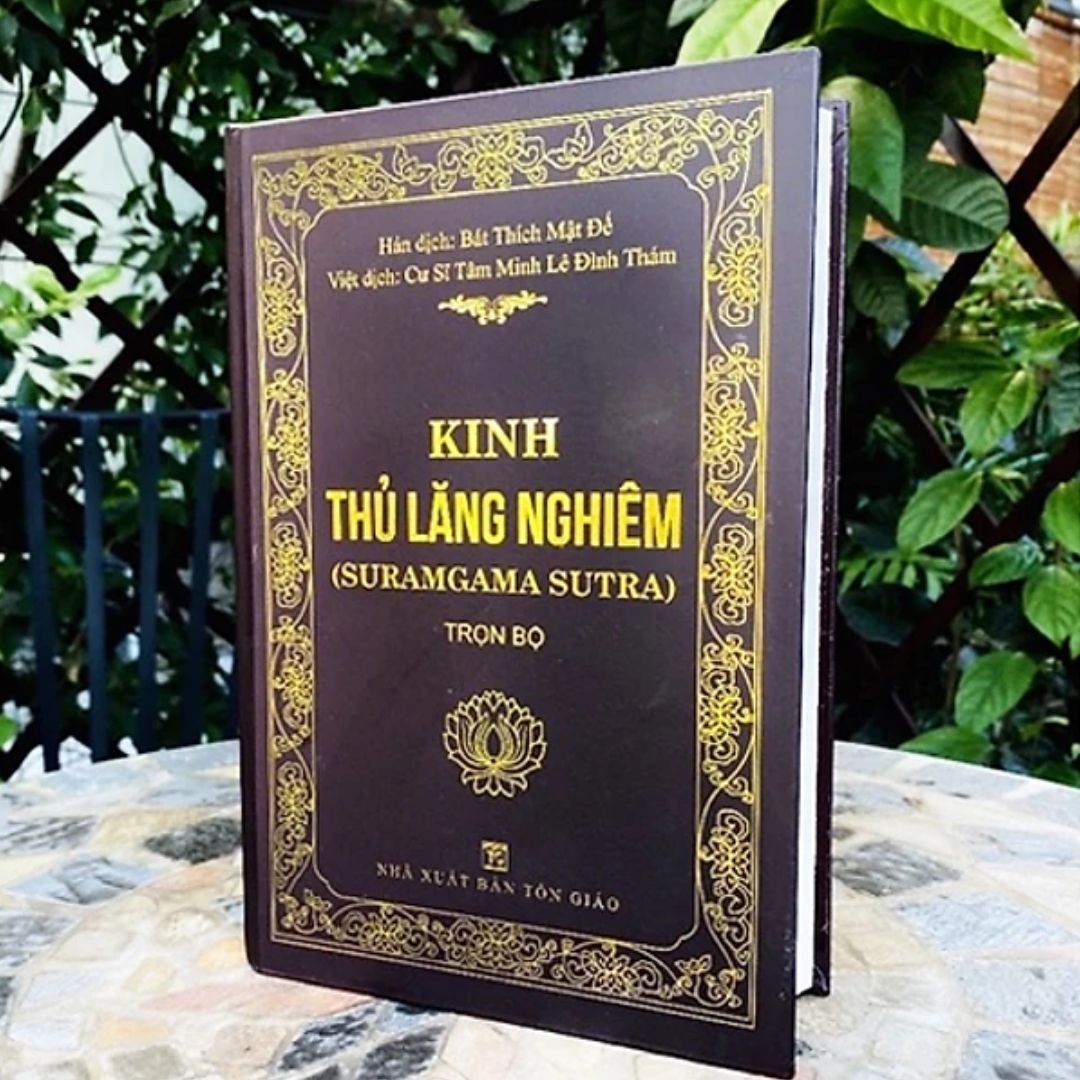 Hán dịch: Bát Thích Mật Đế
Việt dịch: Cư Sĩ Tâm Minh Lê Đình Thám
KINH
THỦ LĂNG NGHIÊM
(SURAMGAMA SUTRA)
TRỌN BỘ
NHÀ XUẤT BẢN TÔN GIÁO